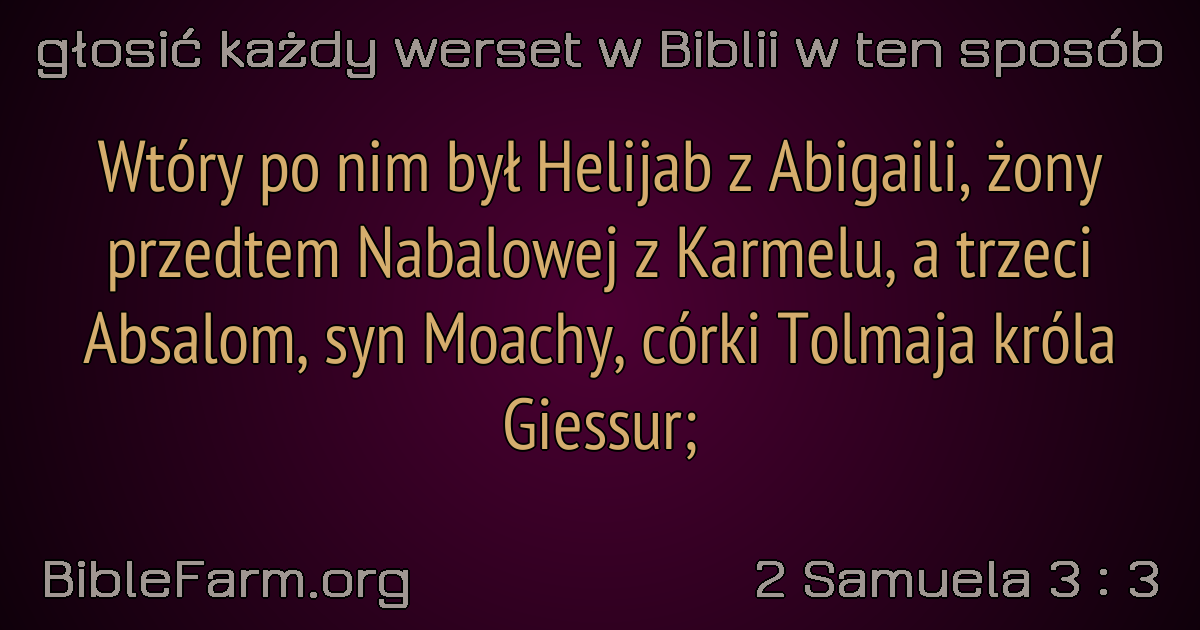 głosić każdy werset w Biblii w ten sposób
Wtóry po nim był Helijab z Abigaili, żony
przedtem Nabalowej z Karmelu, a trzeci
Absalom, syn Moachy, córki Tolmaja króla
Giessur;
BibleFarm.org
2 Samuela 3 : 3